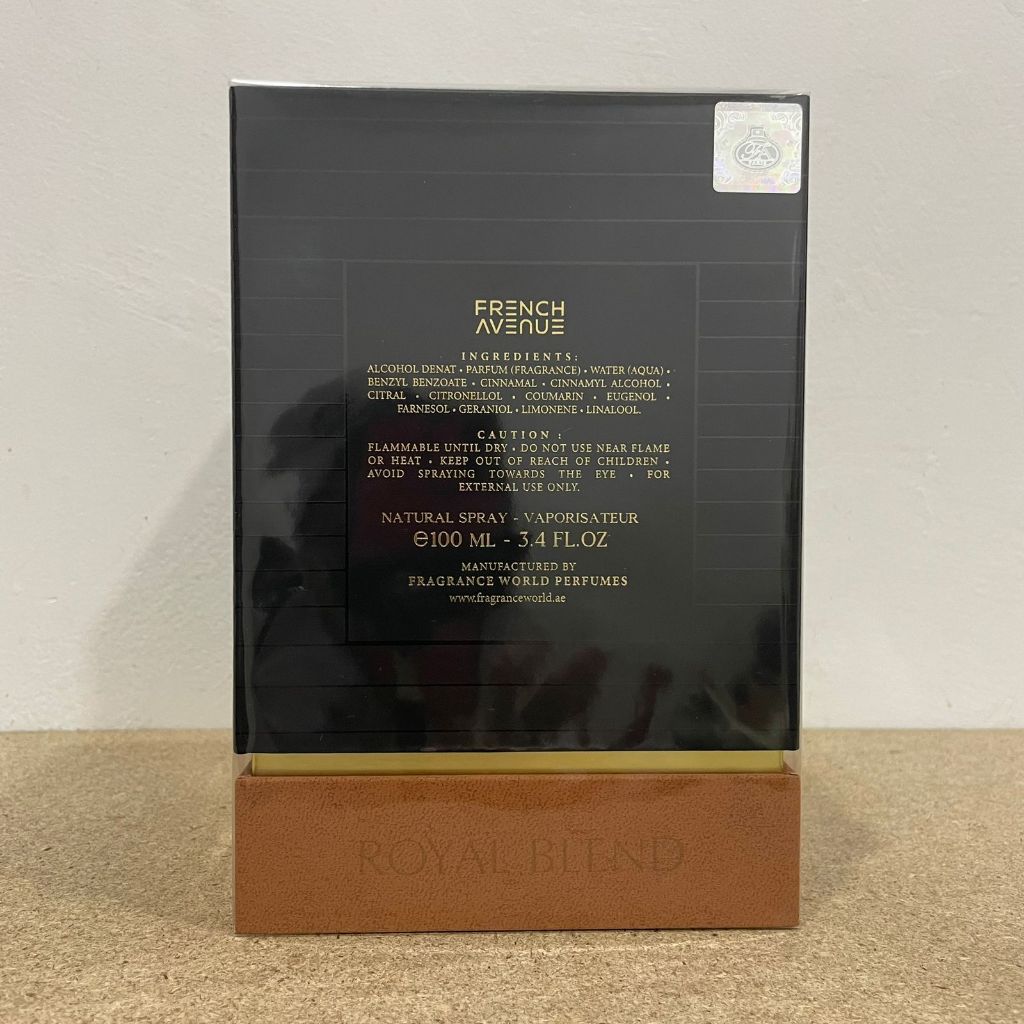 FRENCH
AVENUE
INGREDIENTS:
ALCOHOL DENAT • PARFUM (FRAGRANCE) • WATER (AQUA) •
BENZYL BENZOATE • CINNAMAL • CINNAMYL ALCOHOL •
CITRAL • CITRONELLOL • COUMARIN • EUGENOL •
FARNESOL • GERANIOL • LIMONENE • LINALOOL.
CAUTION :
FLAMMABLE UNTIL DRY • DO NOT USE NEAR FLAME
OR HEAT • KEEP OUT OF REACH OF CHILDREN •
AVOID SPRAYING TOWARDS THE EYE • FOR
EXTERNAL USE ONLY.
NATURAL SPRAY - VAPORISATEUR
℮100 ML - 3.4 FL.OZ
MANUFACTURED BY
FRAGRANCE WORLD PERFUMES
www.fragranceworld.ae
ROYAL BLEND